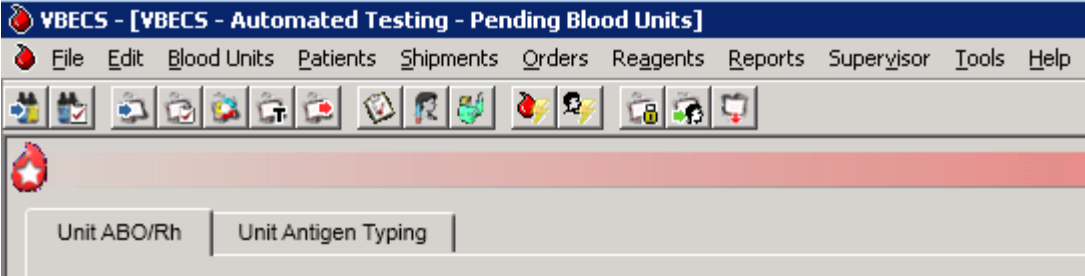 VBECS - [VBECS - Automated Testing - Pending Blood Units]
File Edit Blood Units Patients Shipments Orders Reagents Reports Supervisor Tools Help
Unit ABO/Rh Unit Antigen Typing